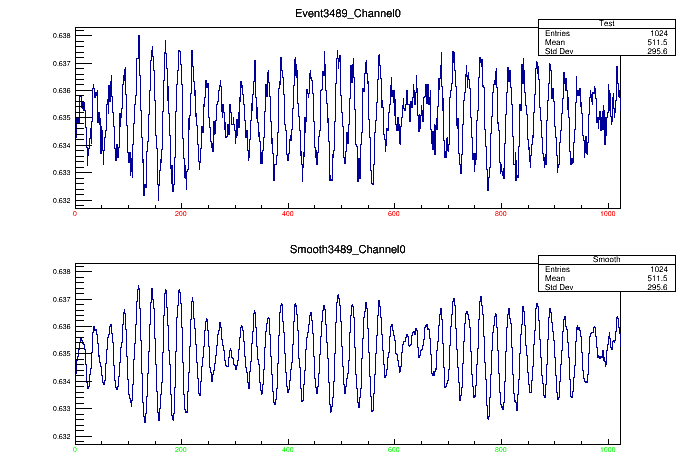 Event3489_Channel0
Test
Entries 1024
Mean 511.5
Std Dev 295.6
0.638
0.637
0.636
0.635
0.634
0.633
0.632
0 200 400 600 800 1000
Smooth3489_Channel0
Smooth
Entries 1024
Mean 511.5
Std Dev 295.6
0.638
0.637
0.636
0.635
0.634
0.633
0.632
0 200 400 600 800 1000